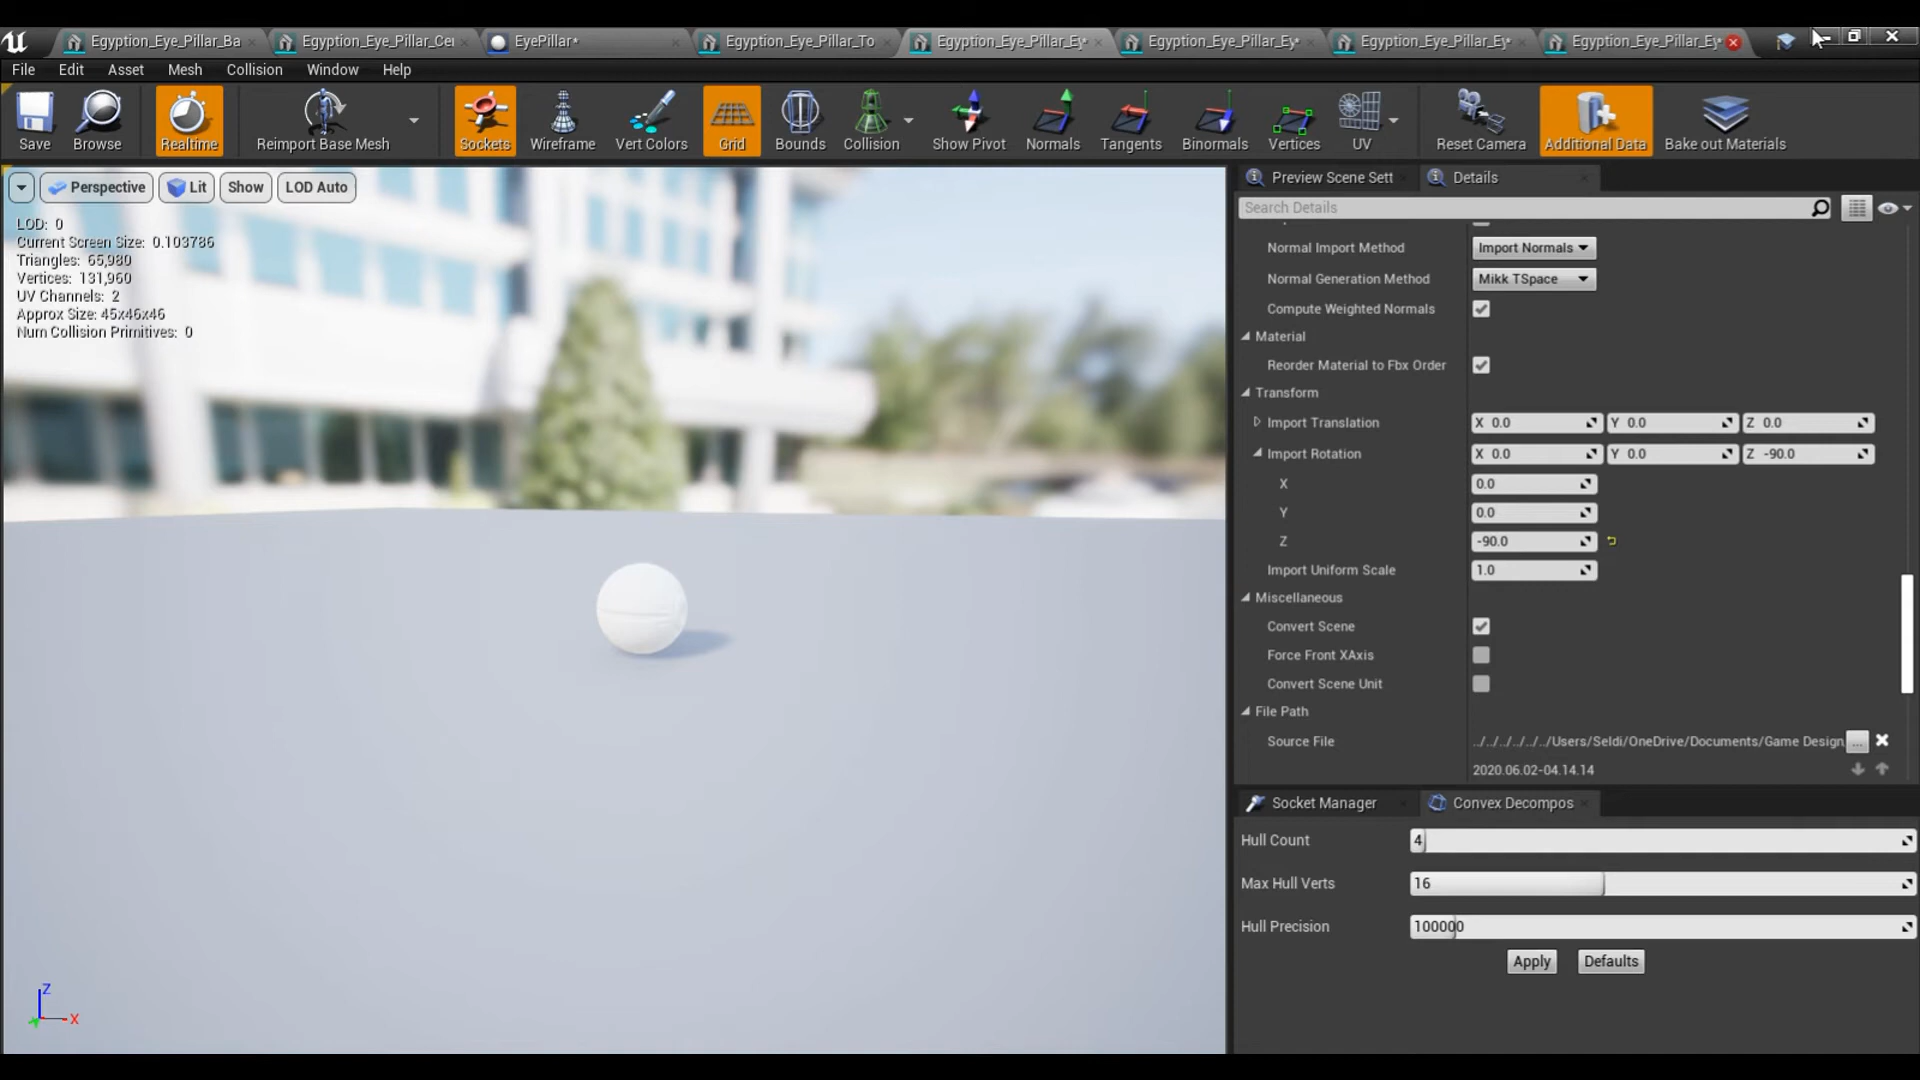 Egyption_Eye_Pillar_Ba
Egyption_Eye_Pillar_Cer
EyePillar*
Egyption_Eye_Pillar_To
Egyption_Eye_Pillar_Ey*
Egyption_Eye_Pillar_Ey*
Egyption_Eye_Pillar_Ey*
Egyption_Eye_Pillar_Ey*
File Edit Asset Mesh Collision Window Help
Save Browse Realtime Reimport Base Mesh Sockets Wireframe Vert Colors Grid Bounds Collision Show Pivot Normals Tangents Binormals Vertices UV Reset Camera Additional Data Bake out Materials
Perspective Lit Show LOD Auto
LOD: 0
Current Screen Size: 0.103786
Triangles: 65,980
Vertices: 131,960
UV Channels: 2
Approx Size: 45x46x46
Num Collision Primitives: 0
Z
X
Preview Scene Sett Details
Search Details
Normal Import Method Import Normals
Normal Generation Method Mikk TSpace
Compute Weighted Normals
Material
Reorder Material to Fbx Order
Transform
Import Translation X 0.0 Y 0.0 Z 0.0
Import Rotation X 0.0 Y 0.0 Z -90.0
X 0.0
Y 0.0
Z -90.0
Import Uniform Scale 1.0
Miscellaneous
Convert Scene
Force Front XAxis
Convert Scene Unit
File Path
Source File ../../../../../../Users/Seldi/OneDrive/Documents/Game Design ...
2020.06.02-04.14.14
Socket Manager Convex Decompos
Hull Count 4
Max Hull Verts 16
Hull Precision 100000
Apply Defaults